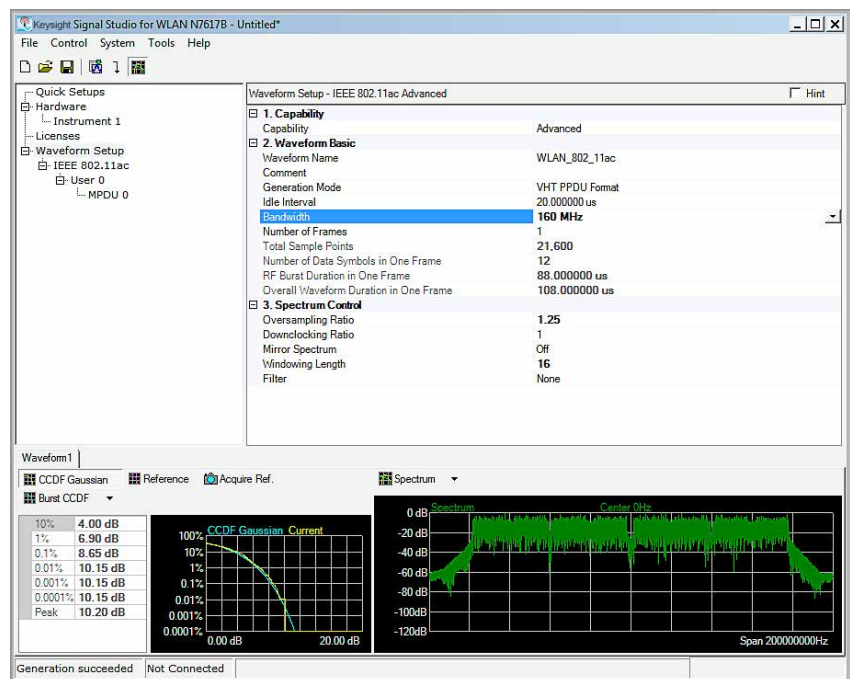 Keysight Signal Studio for WLAN N7617B - Untitled*
File Control System Tools Help
Quick Setups
Hardware
Instrument 1
Licenses
Waveform Setup
IEEE 802.11ac
User 0
MPDU 0
Waveform Setup - IEEE 802.11ac Advanced Hint
1. Capability
Capability Advanced
2. Waveform Basic
Waveform Name WLAN_802_11ac
Comment
Generation Mode VHT PPDU Format
Idle Interval 20.000000 us
Bandwidth 160 MHz
Number of Frames 1
Total Sample Points 21,600
Number of Data Symbols in One Frame 12
RF Burst Duration in One Frame 88.000000 us
Overall Waveform Duration in One Frame 108.000000 us
3. Spectrum Control
Oversampling Ratio 1.25
Downclocking Ratio 1
Mirror Spectrum Off
Windowing Length 16
Filter None
Waveform1
CCDF Gaussian Reference Acquire Ref. Spectrum
Burst CCDF
10% 4.00 dB
1% 6.90 dB
0.1% 8.65 dB
0.01% 10.15 dB
0.001% 10.15 dB
0.0001% 10.15 dB
Peak 10.20 dB
CCDF Gaussian Current
100%
10%
1%
0.1%
0.01%
0.001%
0.0001%
0.00 dB 20.00 dB
Spectrum Center 0Hz
0 dB
-20 dB
-40 dB
-60 dB
-80 dB
-100dB
-120dB
Span 200000000Hz
Generation succeeded Not Connected